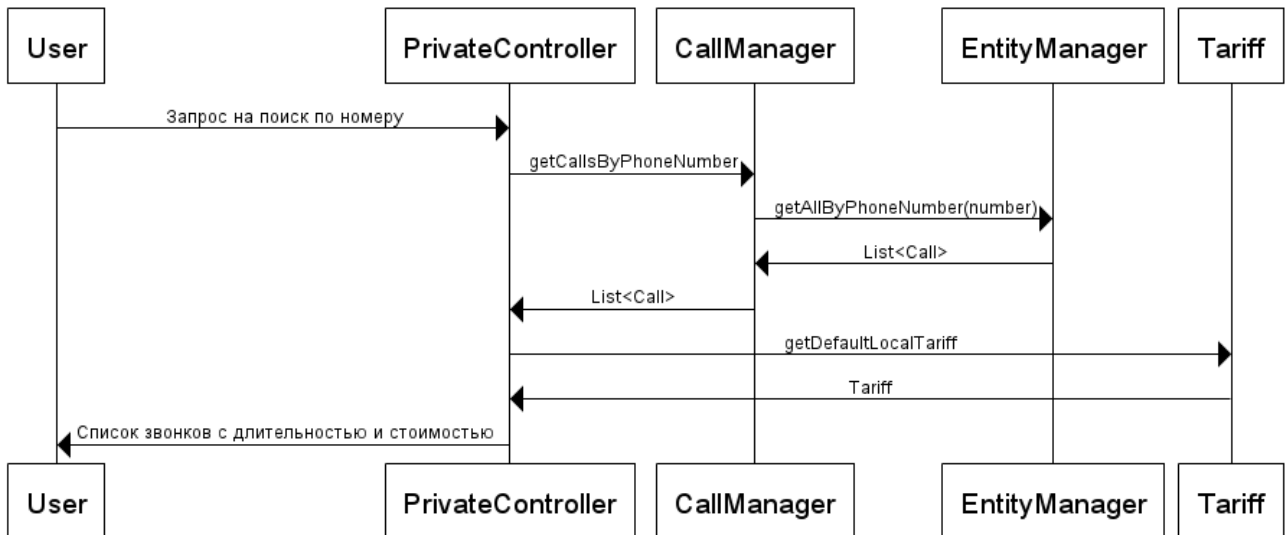 User
PrivateController
CallManager
EntityManager
Tariff
Запрос на поиск по номеру
getCallsByPhoneNumber
getAllByPhoneNumber(number)
List<Call>
List<Call>
getDefaultLocalTariff
Tariff
Список звонков с длительностью и стоимостью
User
PrivateController
CallManager
EntityManager
Tariff